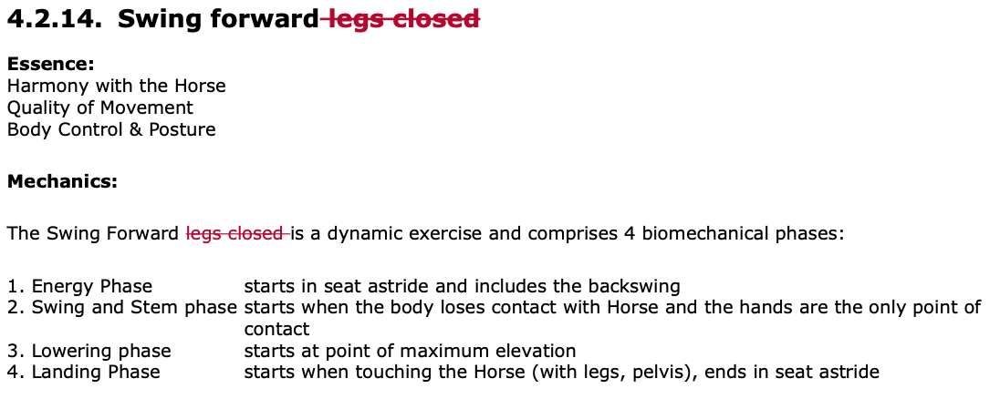 4.2.14. Swing forward legs closed
Essence:
Harmony with the Horse
Quality of Movement
Body Control & Posture
Mechanics:
The Swing Forward legs closed is a dynamic exercise and comprises 4 biomechanical phases:
1. Energy Phase starts in seat astride and includes the backswing
2. Swing and Stem phase starts when the body loses contact with Horse and the hands are the only point of
contact
3. Lowering phase starts at point of maximum elevation
4. Landing Phase starts when touching the Horse (with legs, pelvis), ends in seat astride